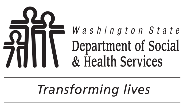 Washington State
Department of Social
& Health Services
Transforming lives